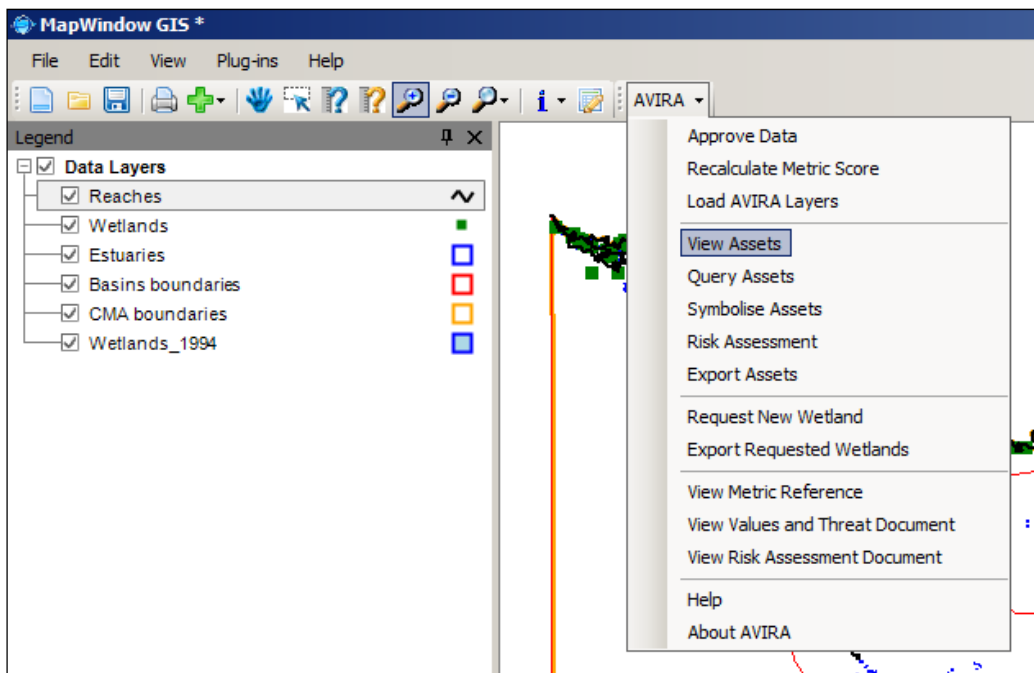 MapWindow GIS *
File Edit View Plug-ins Help
AVIRA
Legend
Data Layers
Reaches
Wetlands
Estuaries
Basins boundaries
CMA boundaries
Wetlands_1994
Approve Data
Recalculate Metric Score
Load AVIRA Layers
View Assets
Query Assets
Symbolise Assets
Risk Assessment
Export Assets
Request New Wetland
Export Requested Wetlands
View Metric Reference
View Values and Threat Document
View Risk Assessment Document
Help
About AVIRA